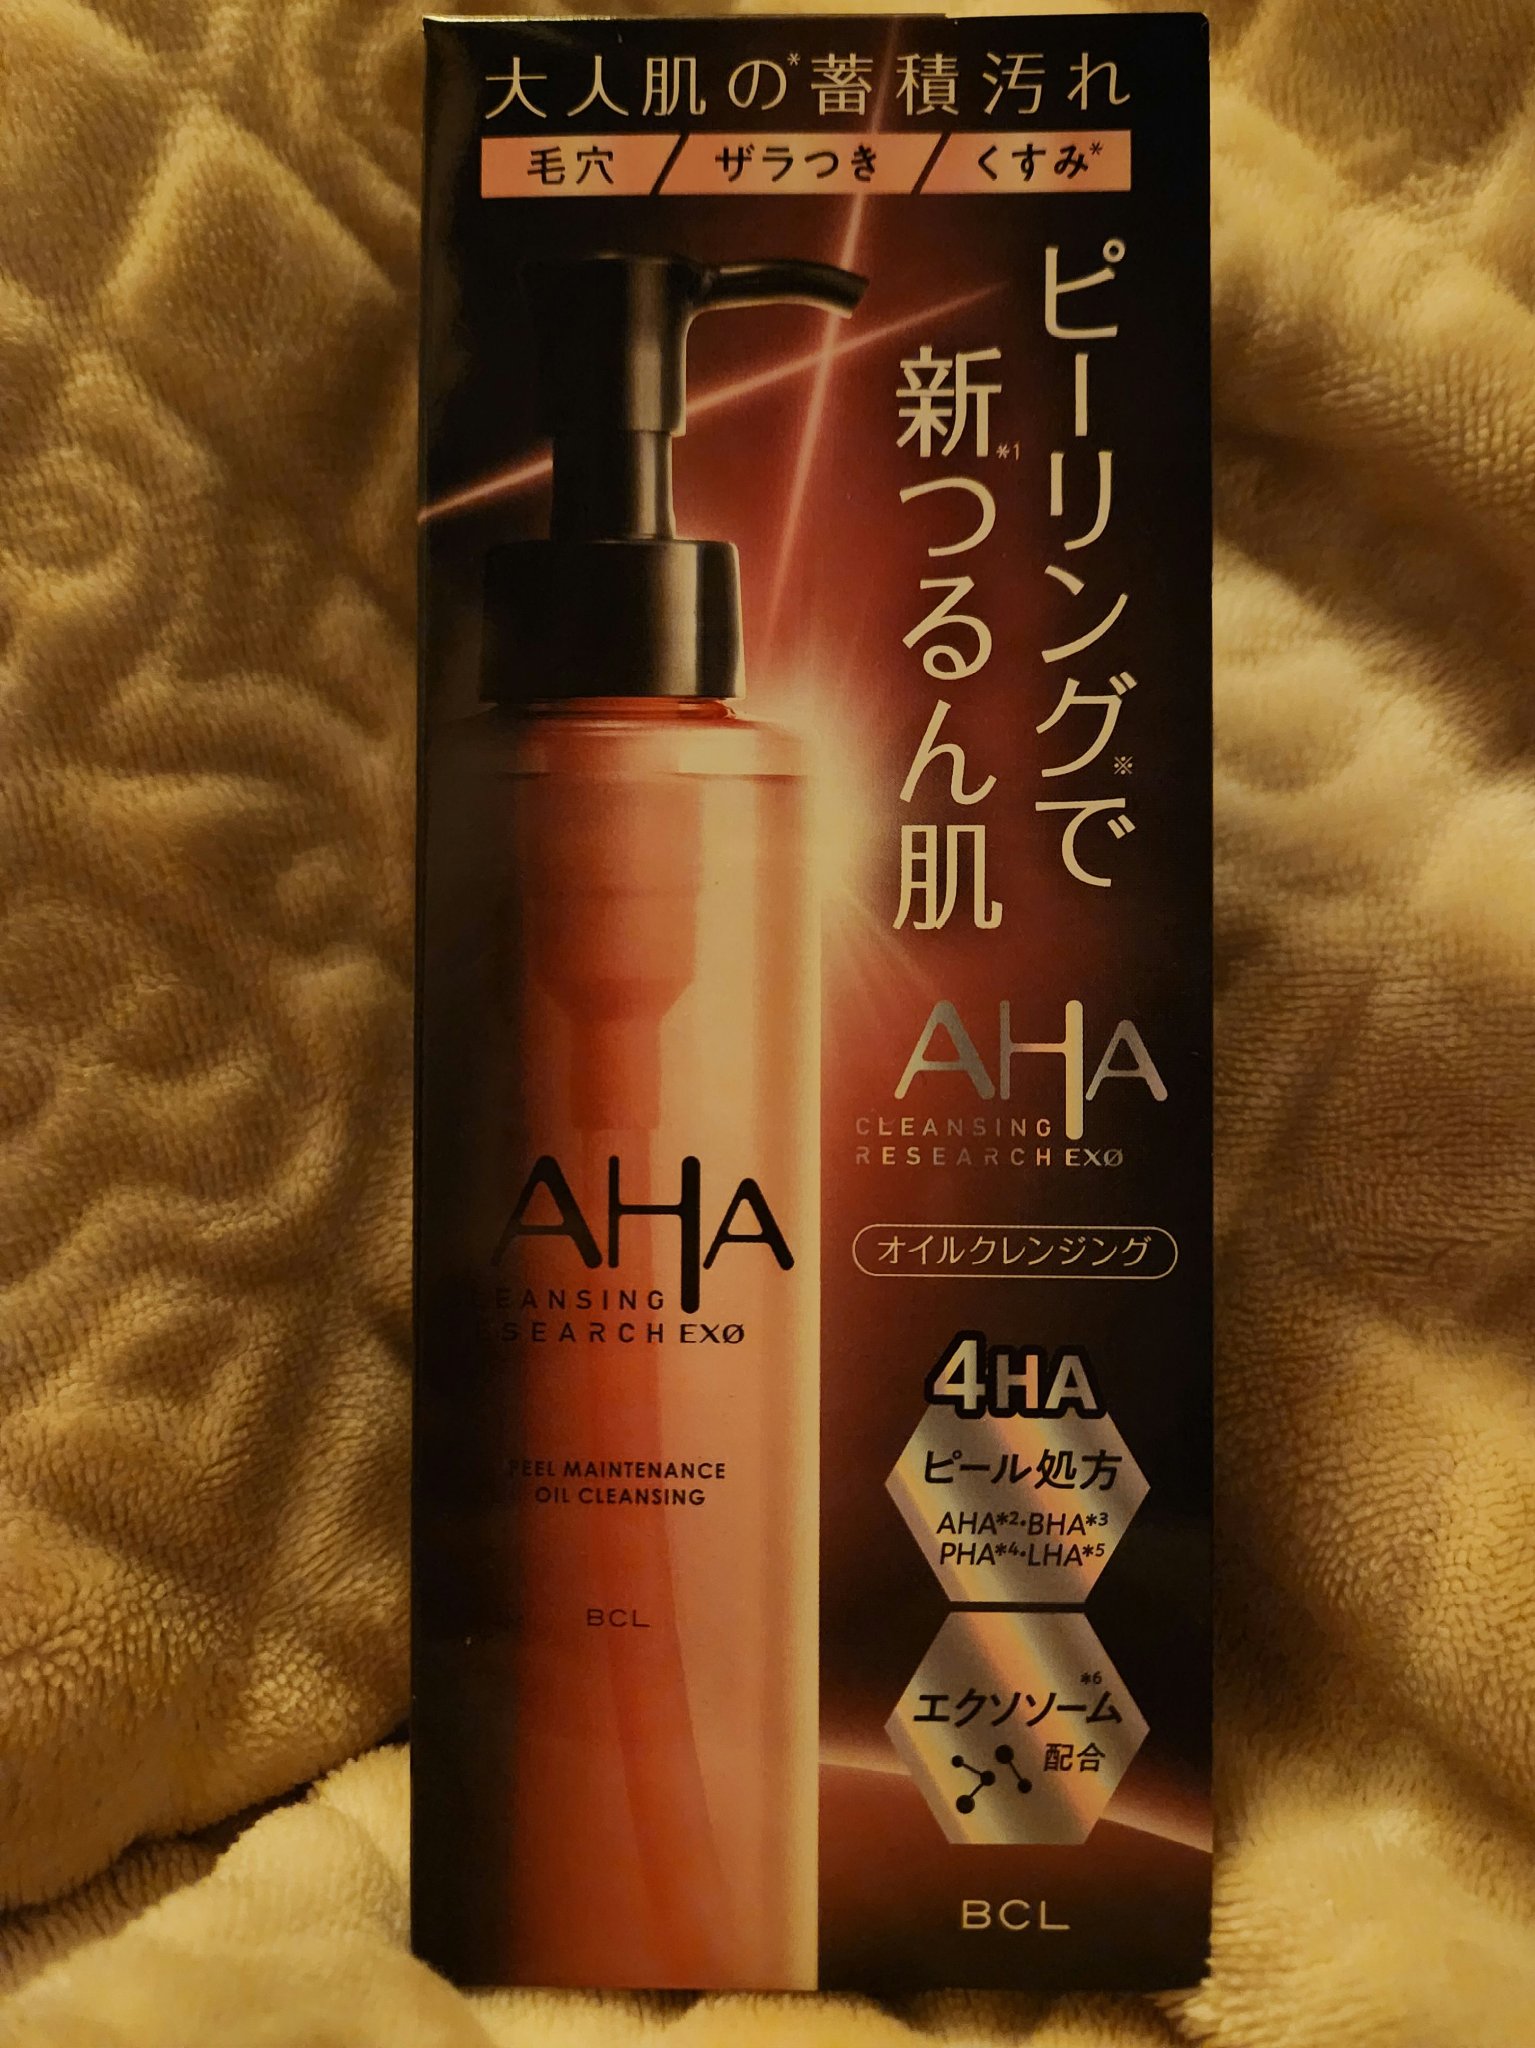 大人肌の*蓄積汚れ
毛穴/ザラつき/くすみ*
ピーリング※で
新*1つるん肌
AHA
CLEANSING
RESEARCH EXØ
オイルクレンジング
4HA
ピール処方
AHA*2・BHA*3
PHA*4・LHA*5
エクソソーム*6
配合
BCL
AHA
CLEANSING
RESEARCH EXØ
PEEL MAINTENANCE
OIL CLEANSING
BCL